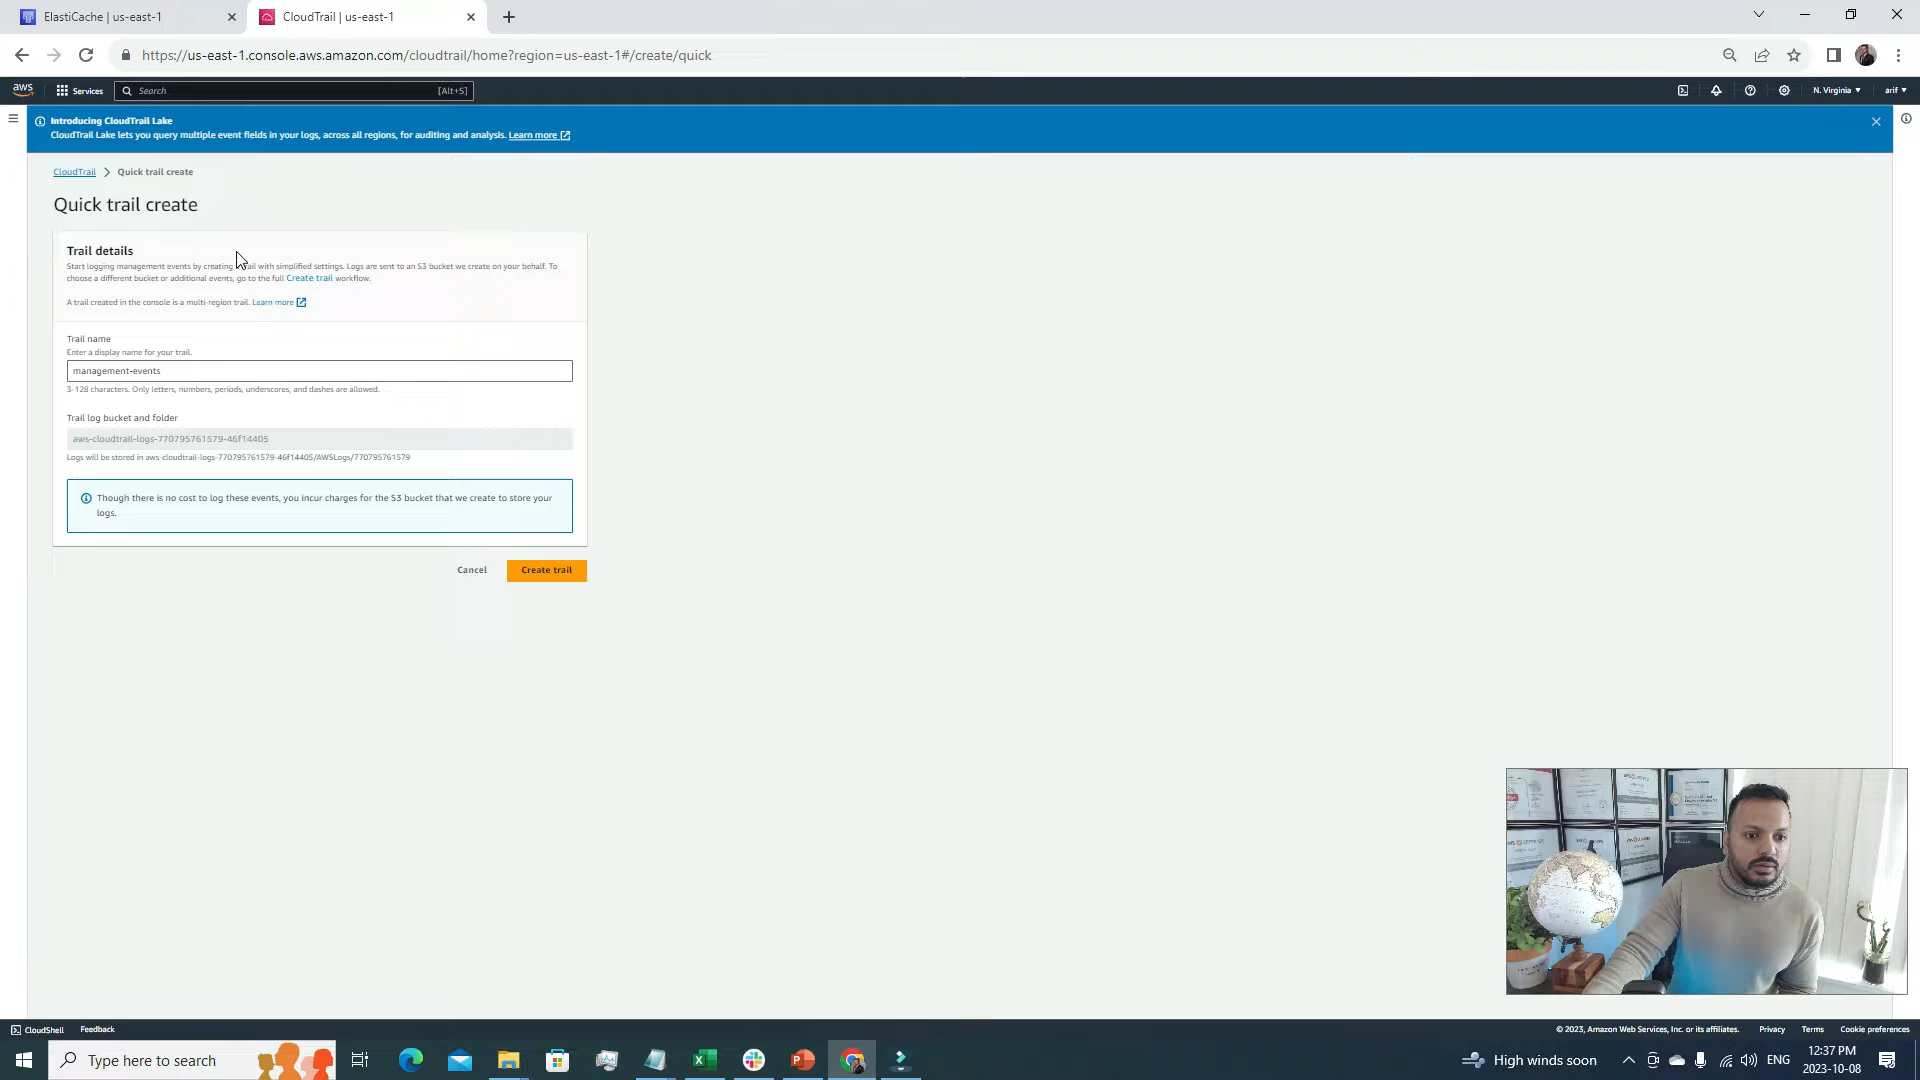 ElastiCache | us-east-1
CloudTrail | us-east-1
https://us-east-1.console.aws.amazon.com/cloudtrail/home?region=us-east-1#/create/quick
aws
Services
Search
[Alt+S]
N. Virginia
arif
Introducing CloudTrail Lake
CloudTrail Lake lets you query multiple event fields in your logs, across all regions, for auditing and analysis. Learn more
CloudTrail
Quick trail create
Quick trail create
Trail details
Start logging management events by creating trail with simplified settings. Logs are sent to an S3 bucket we create on your behalf. To
choose a different bucket or additional events, go to the full Create trail workflow.
A trail created in the console is a multi-region trail. Learn more
Trail name
Enter a display name for your trail.
management-events
3-128 characters. Only letters, numbers, periods, underscores, and dashes are allowed.
Trail log bucket and folder
aws-cloudtrail-logs-770795761579-46f14405
Logs will be stored in aws-cloudtrail-logs-770795761579-46f14405/AWSLogs/770795761579
Though there is no cost to log these events, you incur charges for the S3 bucket that we create to store your
logs.
Cancel
Create trail
CloudShell
Feedback
© 2023, Amazon Web Services, Inc. or its affiliates.
Privacy
Terms
Cookie preferences
Type here to search
High winds soon
ENG
12:37 PM
2023-10-08